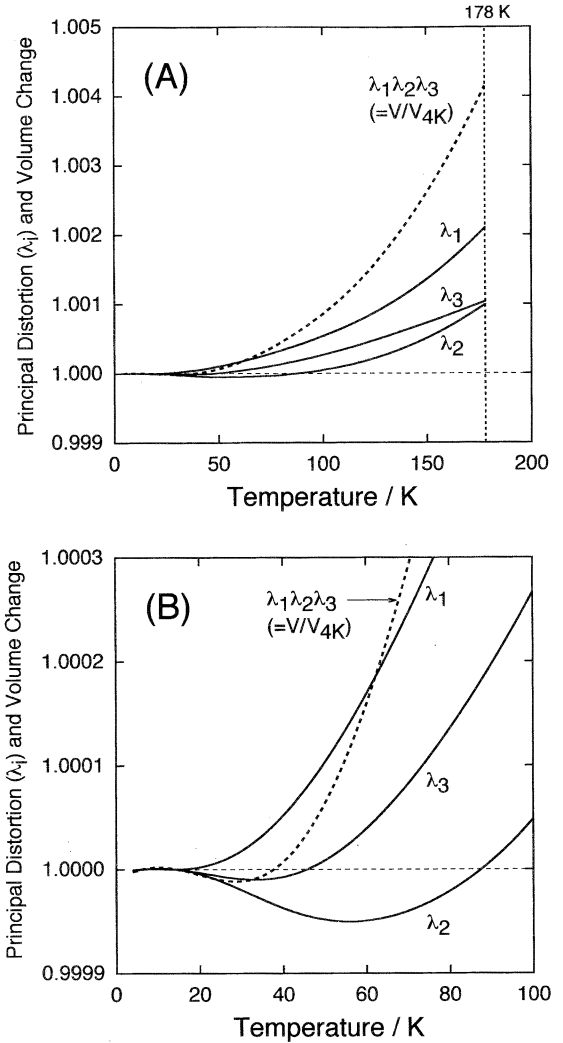 178 K
1.005
(A)
λ1λ2λ3
(=V/V4K)
1.004
1.003
1.002
λ1
λ3
1.001
λ2
1.000
0.999
0 50 100 150 200
Principal Distortion (λi) and Volume Change
Temperature / K
1.0003
(B)
λ1λ2λ3
(=V/V4K)
λ1
1.0002
1.0001
λ3
1.0000
λ2
0.9999
0 20 40 60 80 100
Principal Distortion (λi) and Volume Change
Temperature / K